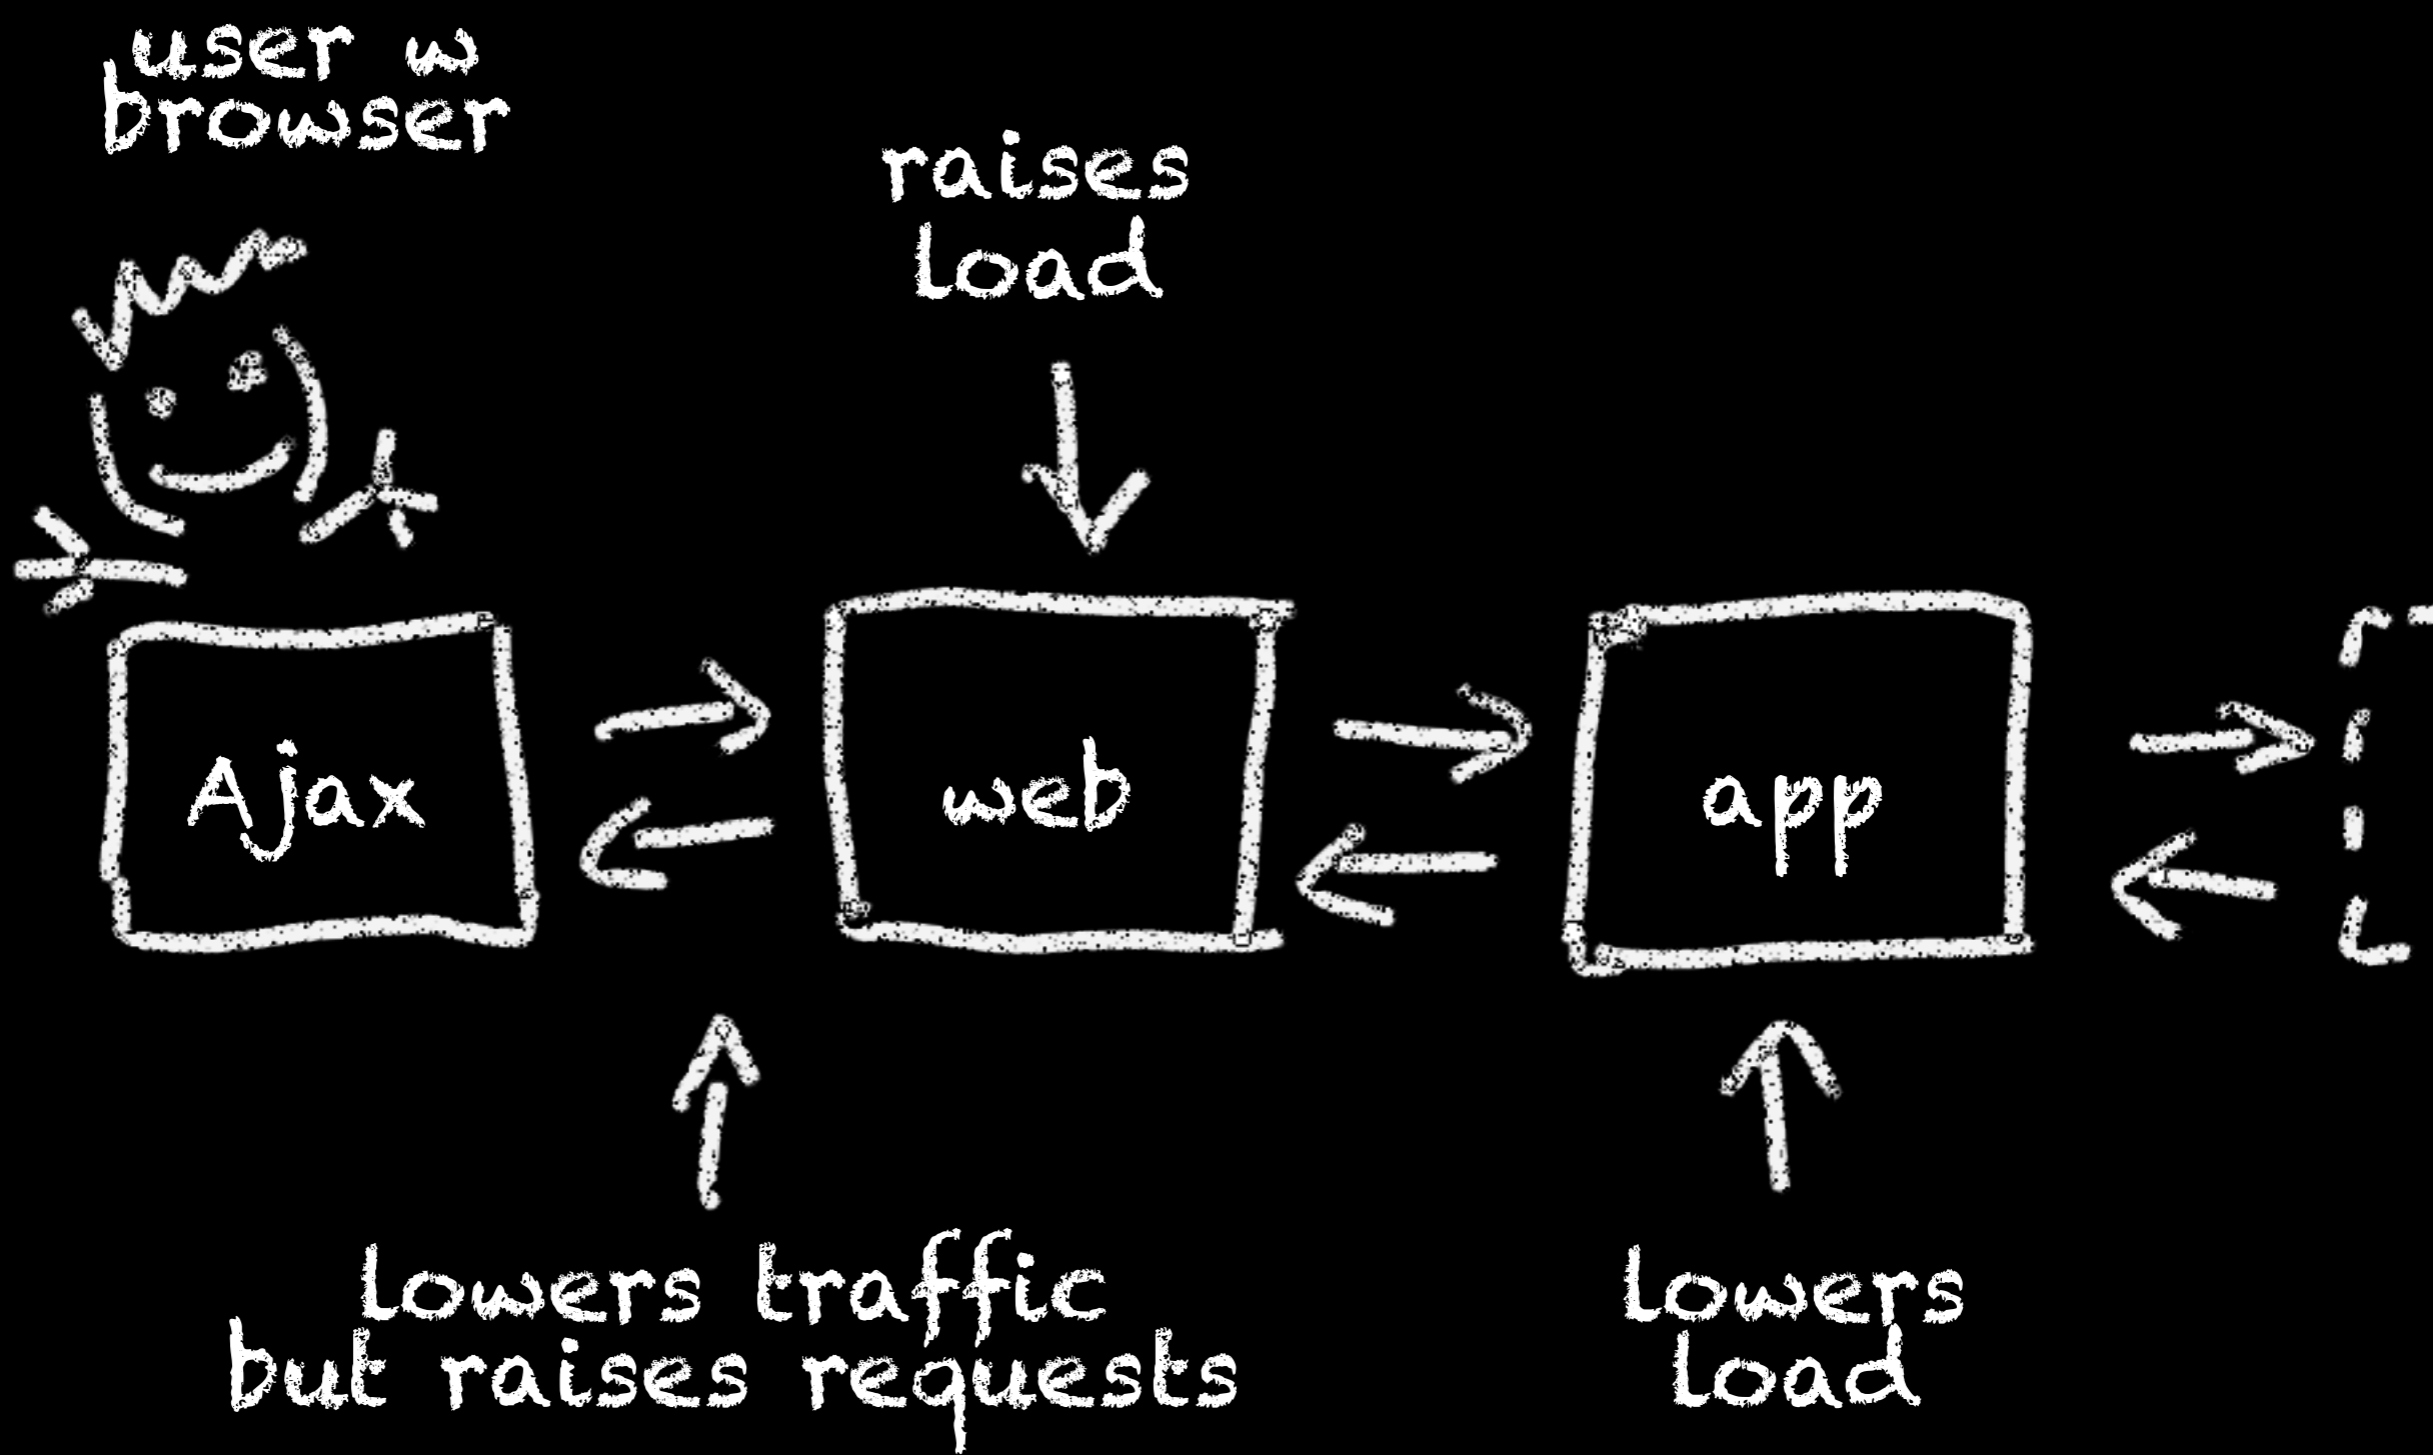 user w
browser
raises
load
Ajax
web
app
lowers traffic
but raises requests
lowers
load